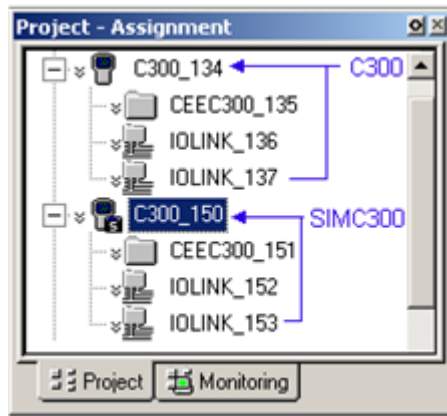 Project - Assignment
C300_134 C300
CEEC300_135
IOLINK_136
IOLINK_137
C300_150 SIMC300
CEEC300_151
IOLINK_152
IOLINK_153
Project Monitoring